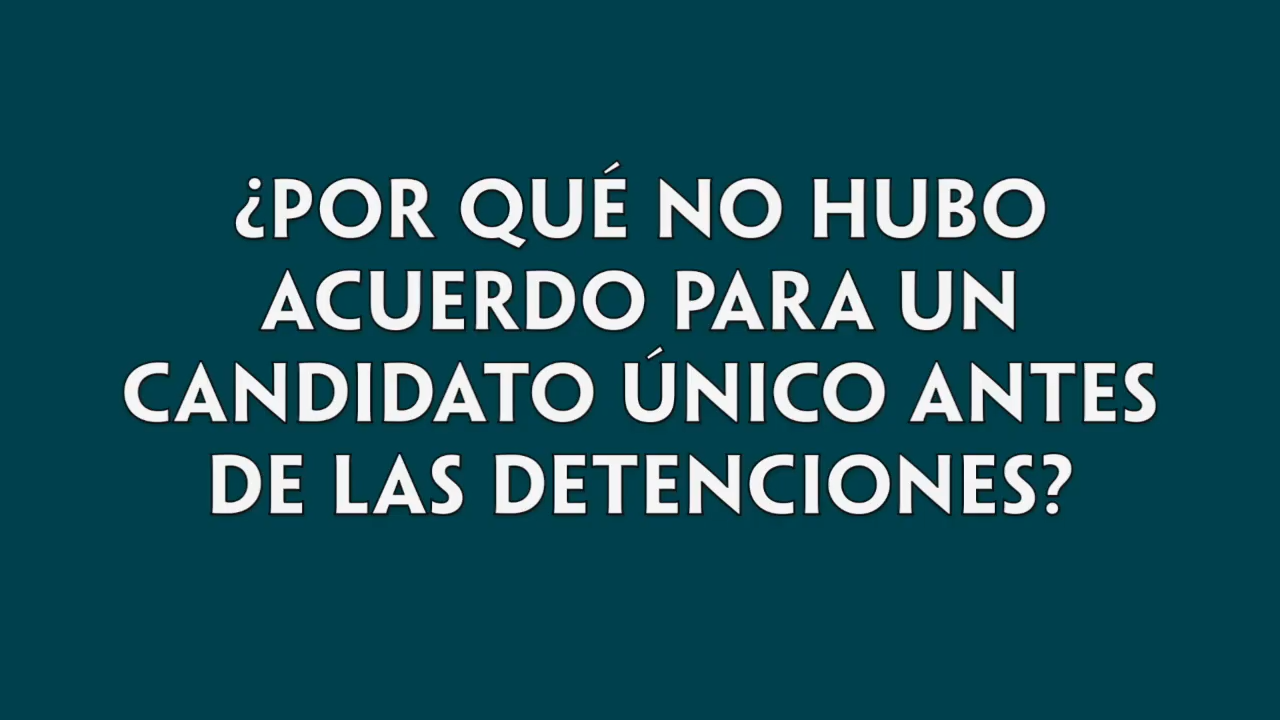 ¿POR QUÉ NO HUBO
ACUERDO PARA UN
CANDIDATO ÚNICO ANTES
DE LAS DETENCIONES?